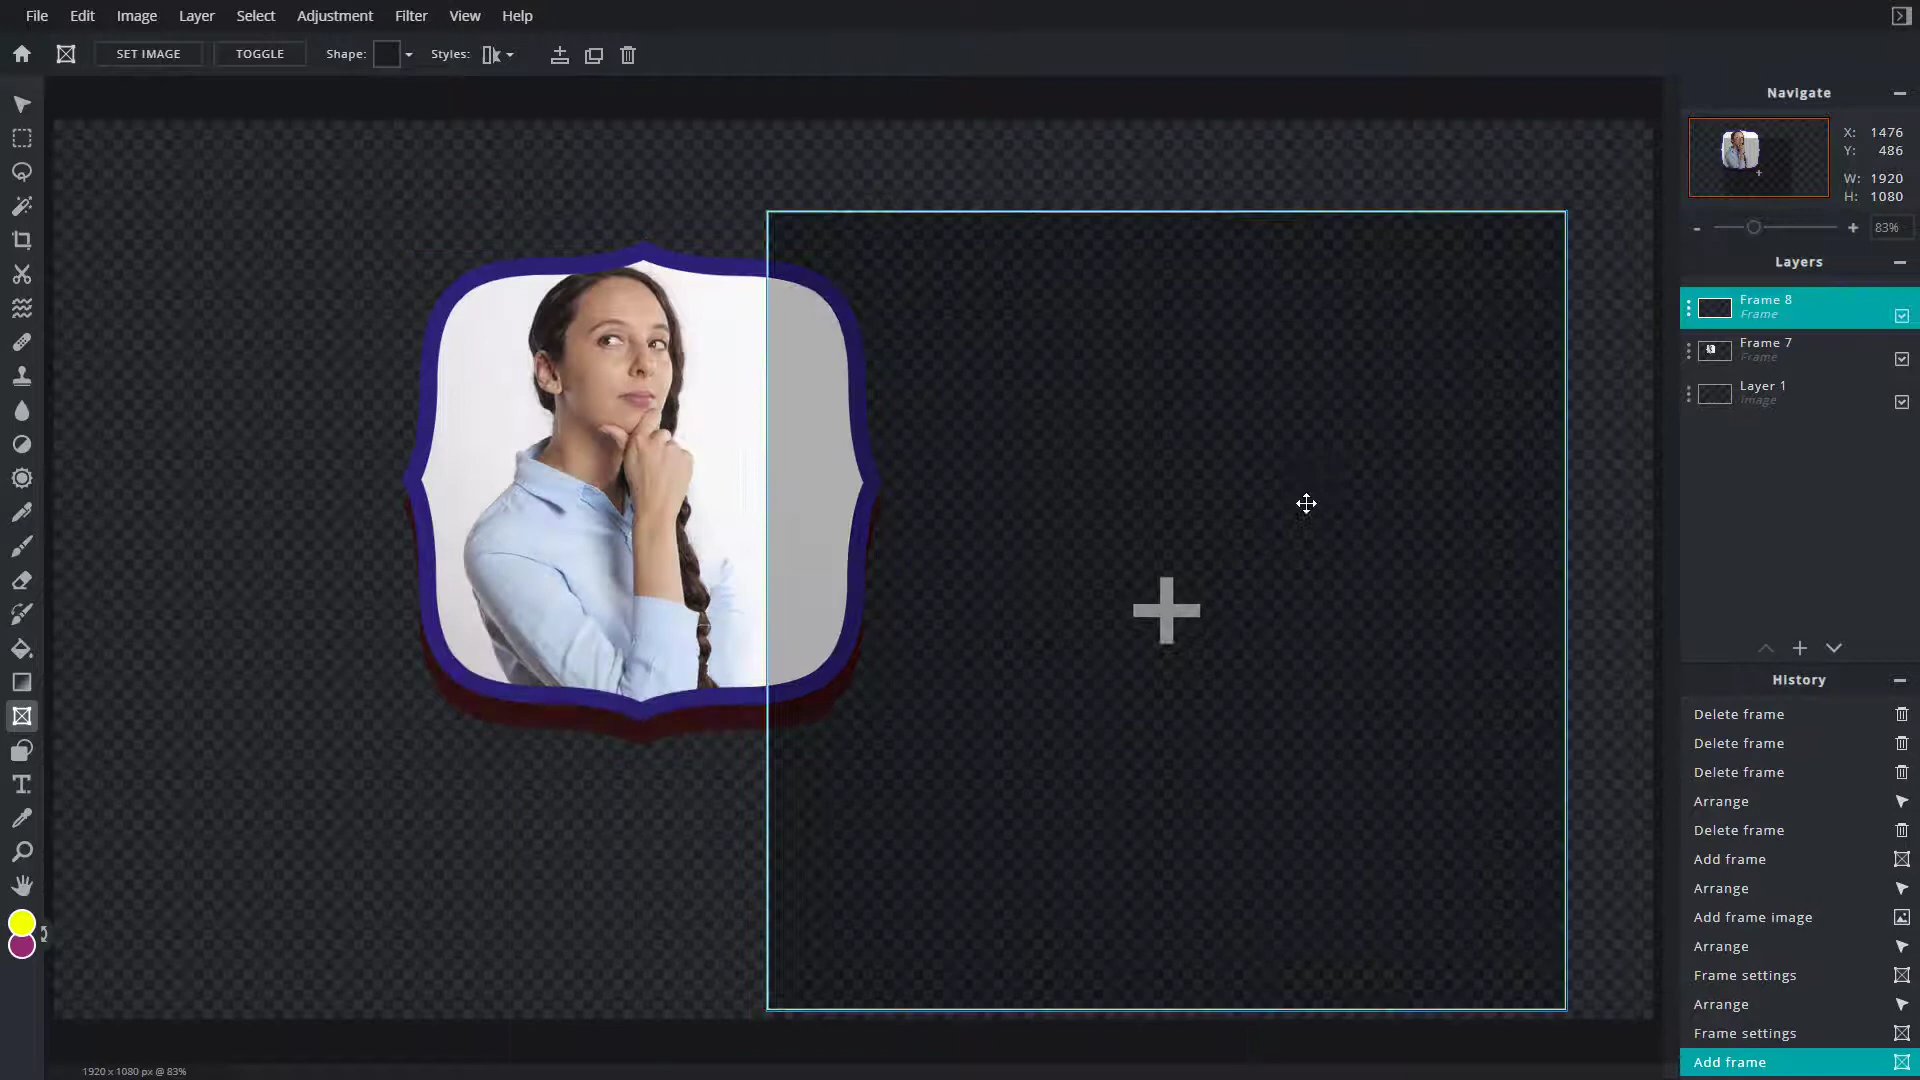 File Edit Image Layer Select Adjustment Filter View Help
SET IMAGE TOGGLE Shape: Styles:
Navigate
X: 1476
Y: 486
W: 1920
H: 1080
- + 83%
Layers
Frame 8
Frame
Frame 7
Frame
Layer 1
Image
History
Delete frame
Delete frame
Delete frame
Arrange
Delete frame
Add frame
Arrange
Add frame image
Arrange
Frame settings
Arrange
Frame settings
Add frame
1920 x 1080 px @ 83%